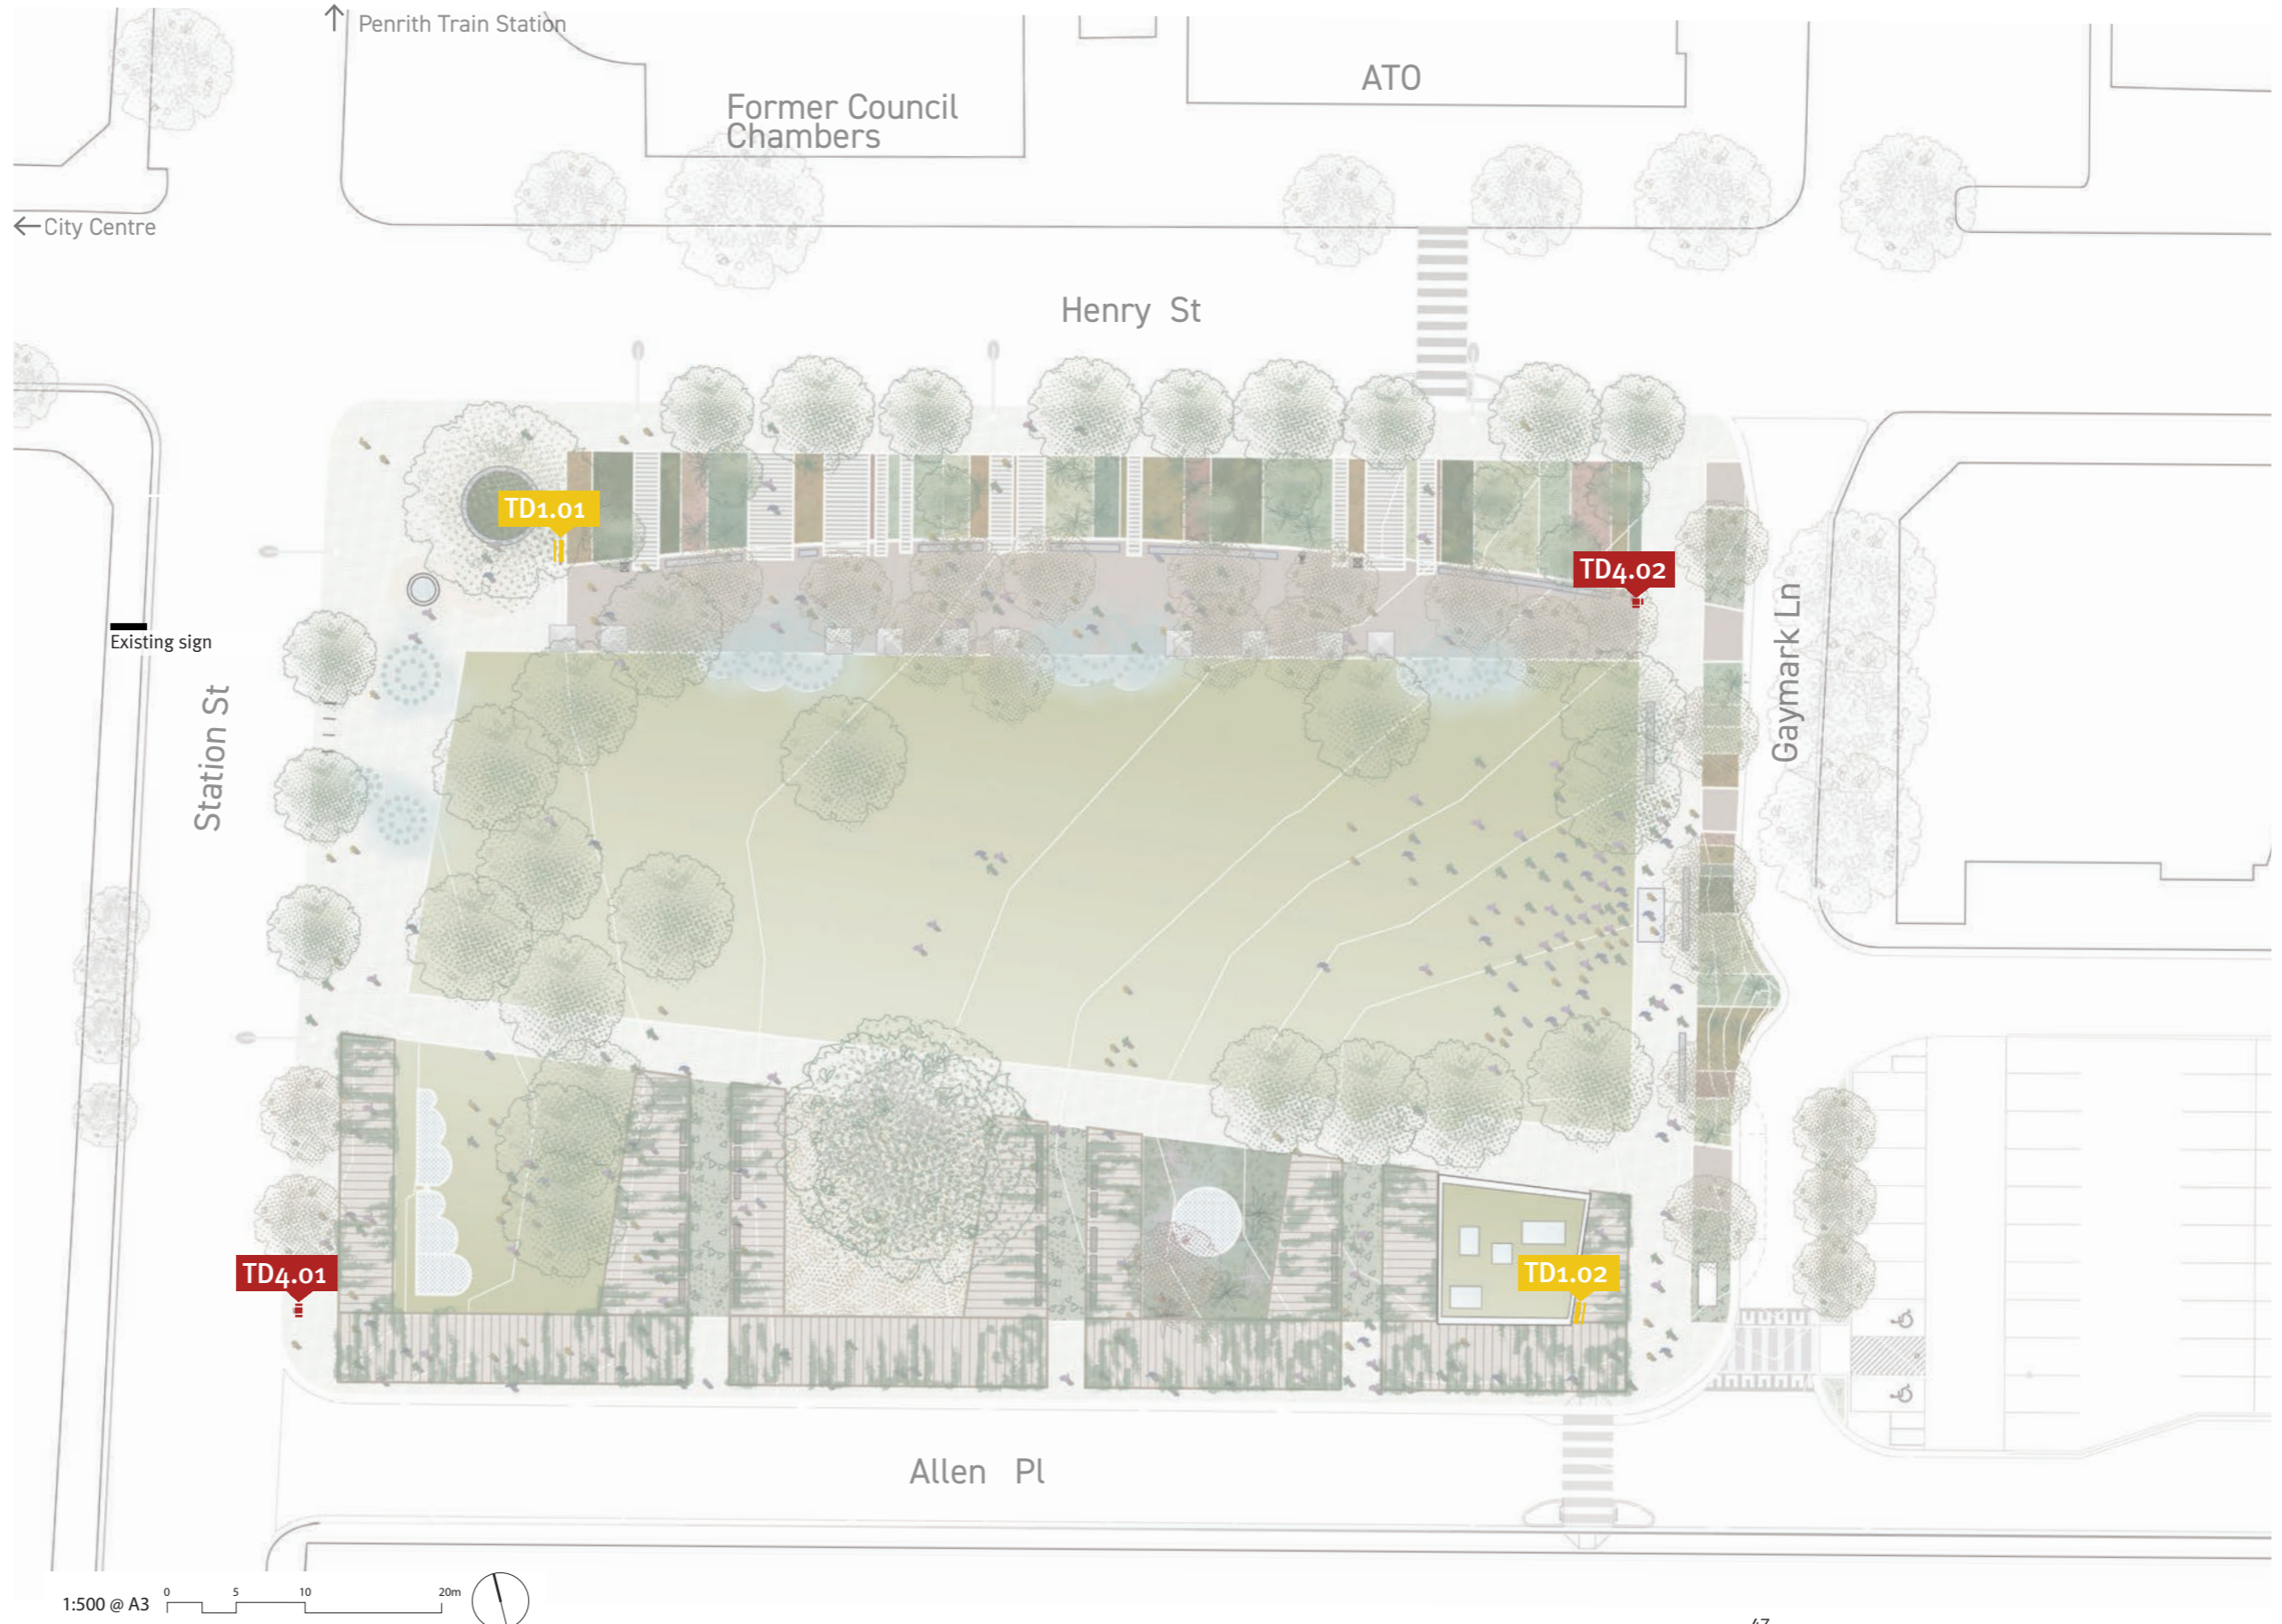 Penrith Train Station
ATO
Former Council
Chambers
City Centre
Henry St
TD1.01
TD4.02
Existing sign
Gaymark Ln
Station St
TD4.01
TD1.02
Allen Pl
1:500 @ A3
0 5 10 20m